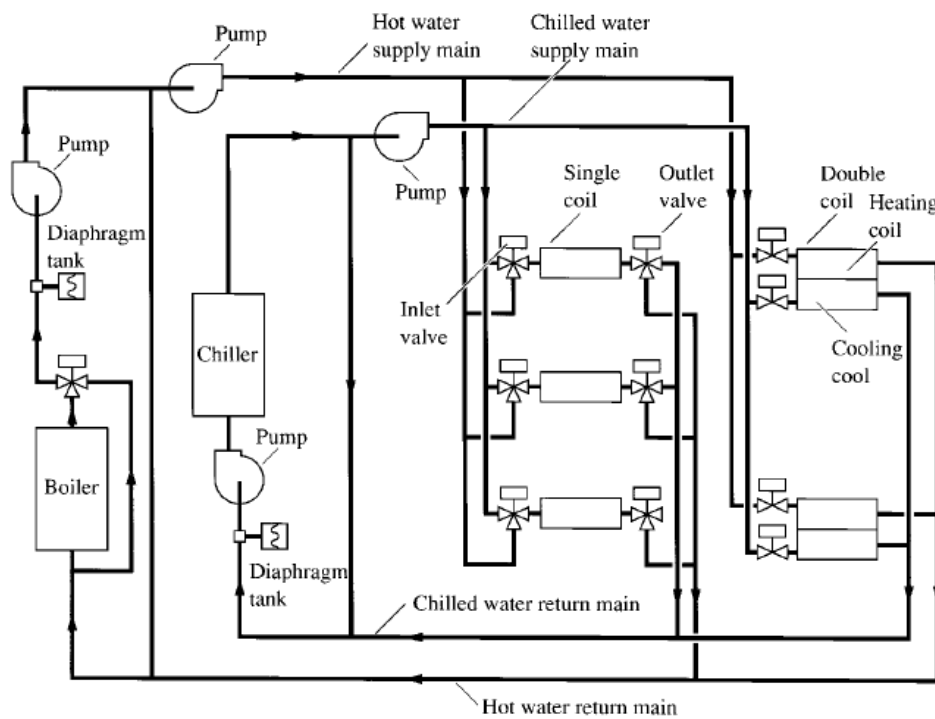 Pump
Hot water
supply main
Chilled water
supply main
Pump
Pump
Single
coil
Outlet
valve
Double
coil
Heating
coil
Diaphragm
tank
Inlet
valve
Chiller
Cooling
cool
Pump
Boiler
Diaphragm
tank
Chilled water return main
Hot water return main